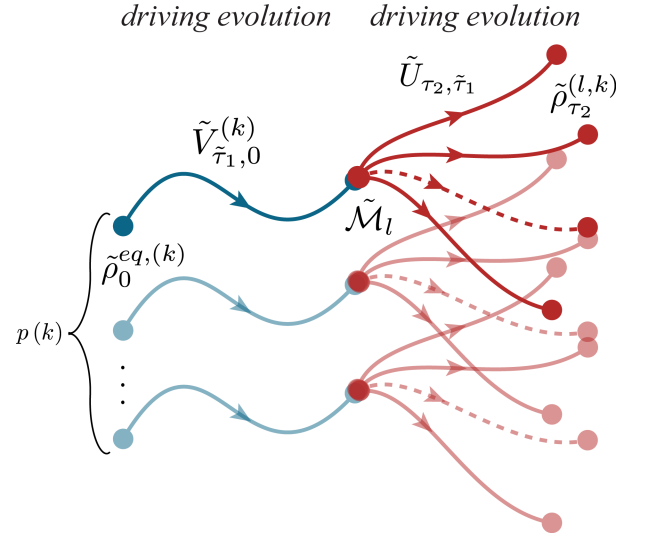 driving evolution driving evolution
Ũ_{τ₂,τ̃₁}
ρ̃_{τ₂}^{(l,k)}
Ṽ_{τ̃₁,0}^{(k)}
ℳ̃_l
ρ̃_0^{eq,(k)}
p(k)
⋮